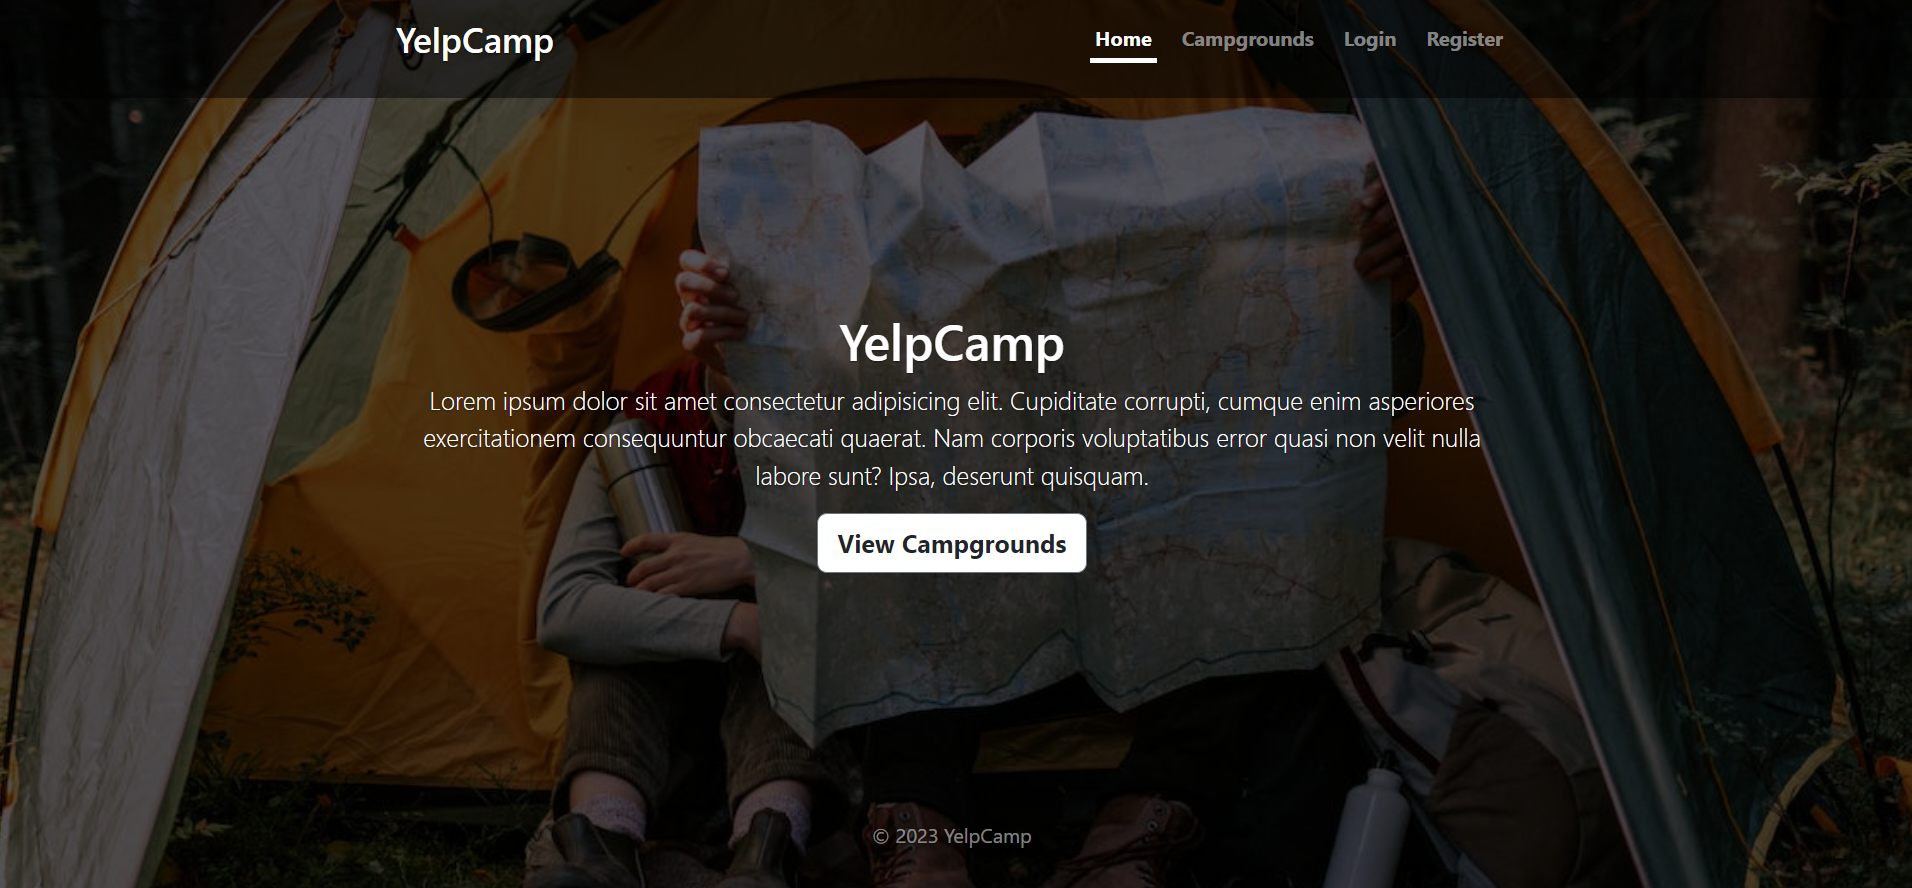 YelpCamp
Home Campgrounds Login Register
YelpCamp
Lorem ipsum dolor sit amet consectetur adipisicing elit. Cupiditate corrupti, cumque enim asperiores
exercitationem consequuntur obcaecati quaerat. Nam corporis voluptatibus error quasi non velit nulla
labore sunt? Ipsa, deserunt quisquam.
View Campgrounds
© 2023 YelpCamp